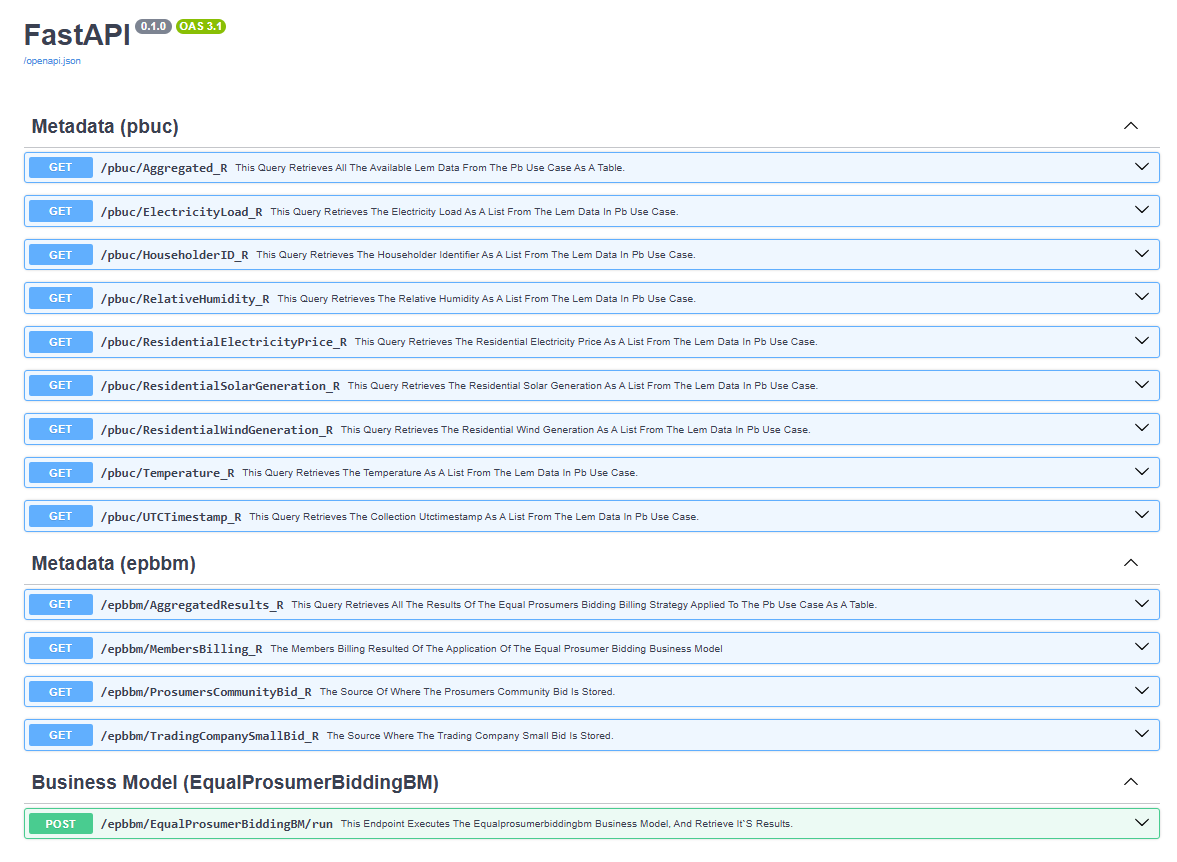 FastAPI 0.1.0 OAS 3.1
/openapi.json
Metadata (pbuc)
GET /pbuc/Aggregated_R This Query Retrieves All The Available Lem Data From The Pb Use Case As A Table.
GET /pbuc/ElectricityLoad_R This Query Retrieves The Electricity Load As A List From The Lem Data In Pb Use Case.
GET /pbuc/HouseholderID_R This Query Retrieves The Householder Identifier As A List From The Lem Data In Pb Use Case.
GET /pbuc/RelativeHumidity_R This Query Retrieves The Relative Humidity As A List From The Lem Data In Pb Use Case.
GET /pbuc/ResidentialElectricityPrice_R This Query Retrieves The Residential Electricity Price As A List From The Lem Data In Pb Use Case.
GET /pbuc/ResidentialSolarGeneration_R This Query Retrieves The Residential Solar Generation As A List From The Lem Data In Pb Use Case.
GET /pbuc/ResidentialWindGeneration_R This Query Retrieves The Residential Wind Generation As A List From The Lem Data In Pb Use Case.
GET /pbuc/Temperature_R This Query Retrieves The Temperature As A List From The Lem Data In Pb Use Case.
GET /pbuc/UTCTimestamp_R This Query Retrieves The Collection Utctimestamp As A List From The Lem Data In Pb Use Case.
Metadata (epbbm)
GET /epbbm/AggregatedResults_R This Query Retrieves All The Results Of The Equal Prosumers Bidding Billing Strategy Applied To The Pb Use Case As A Table.
GET /epbbm/MembersBilling_R The Members Billing Resulted Of The Application Of The Equal Prosumer Bidding Business Model
GET /epbbm/ProsumersCommunityBid_R The Source Of Where The Prosumers Community Bid Is Stored.
GET /epbbm/TradingCompanySmallBid_R The Source Where The Trading Company Small Bid Is Stored.
Business Model (EqualProsumerBiddingBM)
POST /epbbm/EqualProsumerBiddingBM/run This Endpoint Executes The Equalprosumerbiddingbm Business Model, And Retrieve It`S Results.